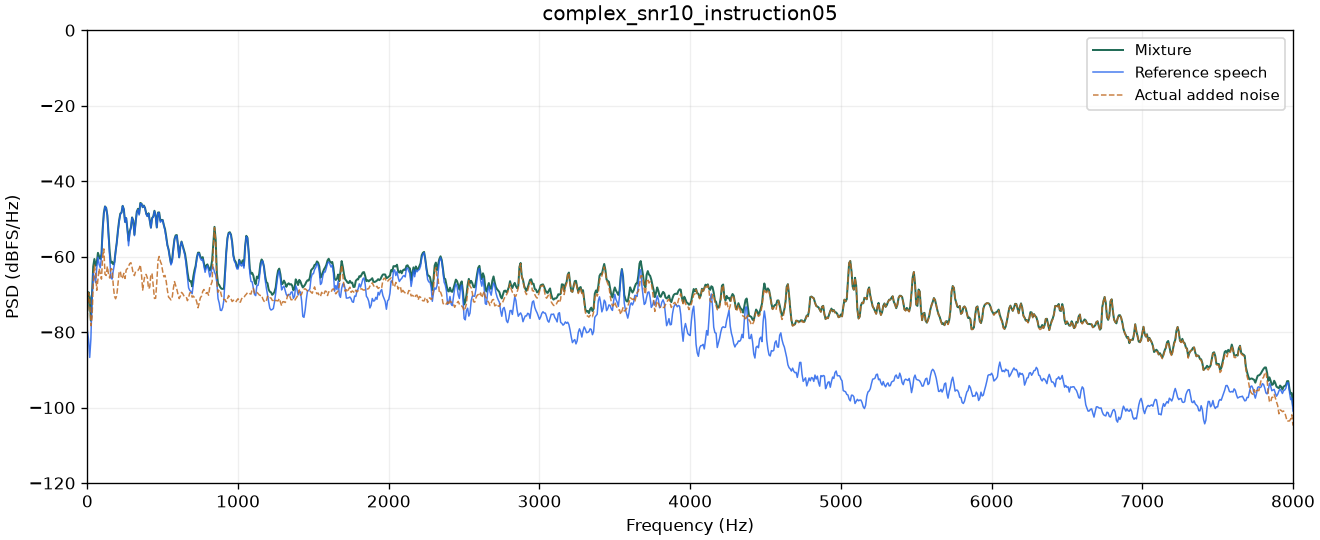 complex_snr10_instruction05
Mixture
Reference speech
Actual added noise
0
−20
−40
−60
−80
−100
−120
PSD (dBFS/Hz)
0 1000 2000 3000 4000 5000 6000 7000 8000
Frequency (Hz)